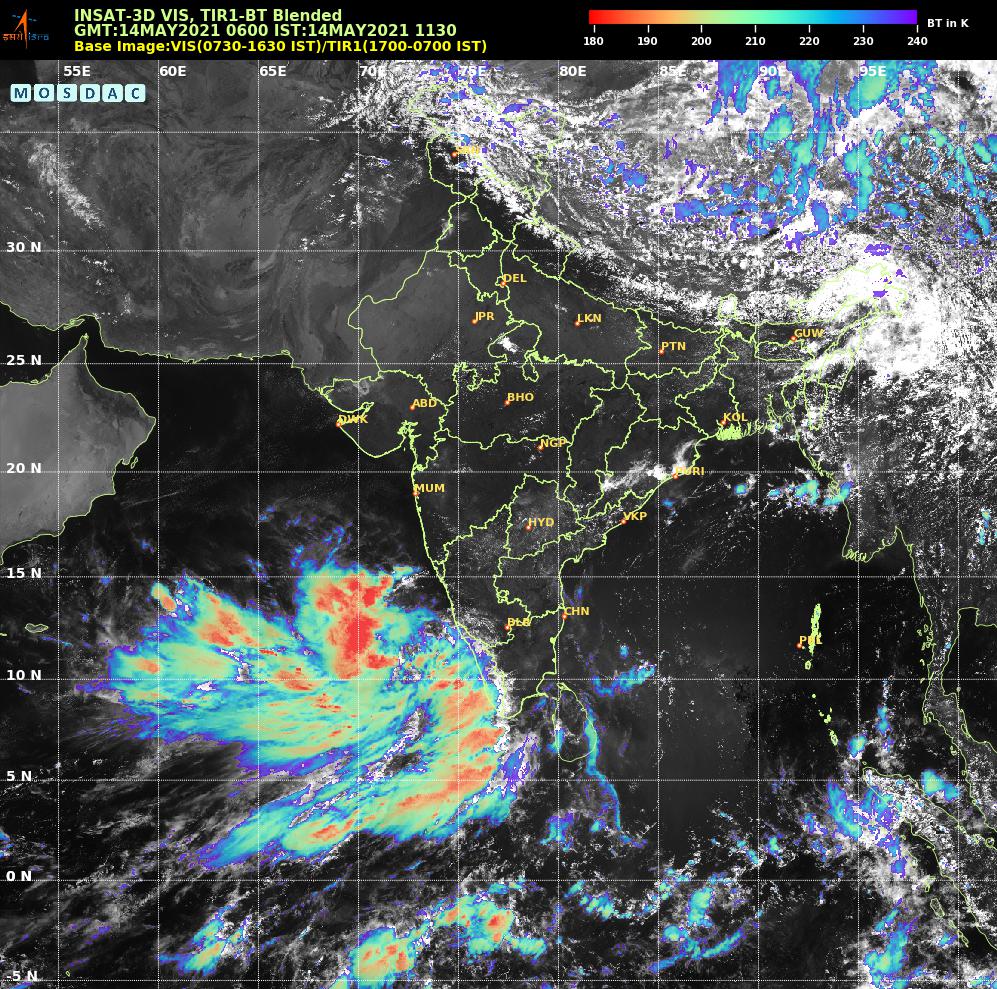 INSAT-3D VIS, TIR1-BT Blended
GMT:14MAY2021 0600 IST:14MAY2021 1130
Base Image:VIS(0730-1630 IST)/TIR1(1700-0700 IST)
BT in K
180 190 200 210 220 230 240
55E 60E 65E 70E 75E 80E 85E 90E 95E
MOSDAC
30 N
DEL
JPR LKN
GUW
PTN
25 N
ABD BHO
DWK KOL
NGP
20 N PURI
MUM
HYD VKP
15 N
BLR CHN
10 N
5 N
0 N
-5 N